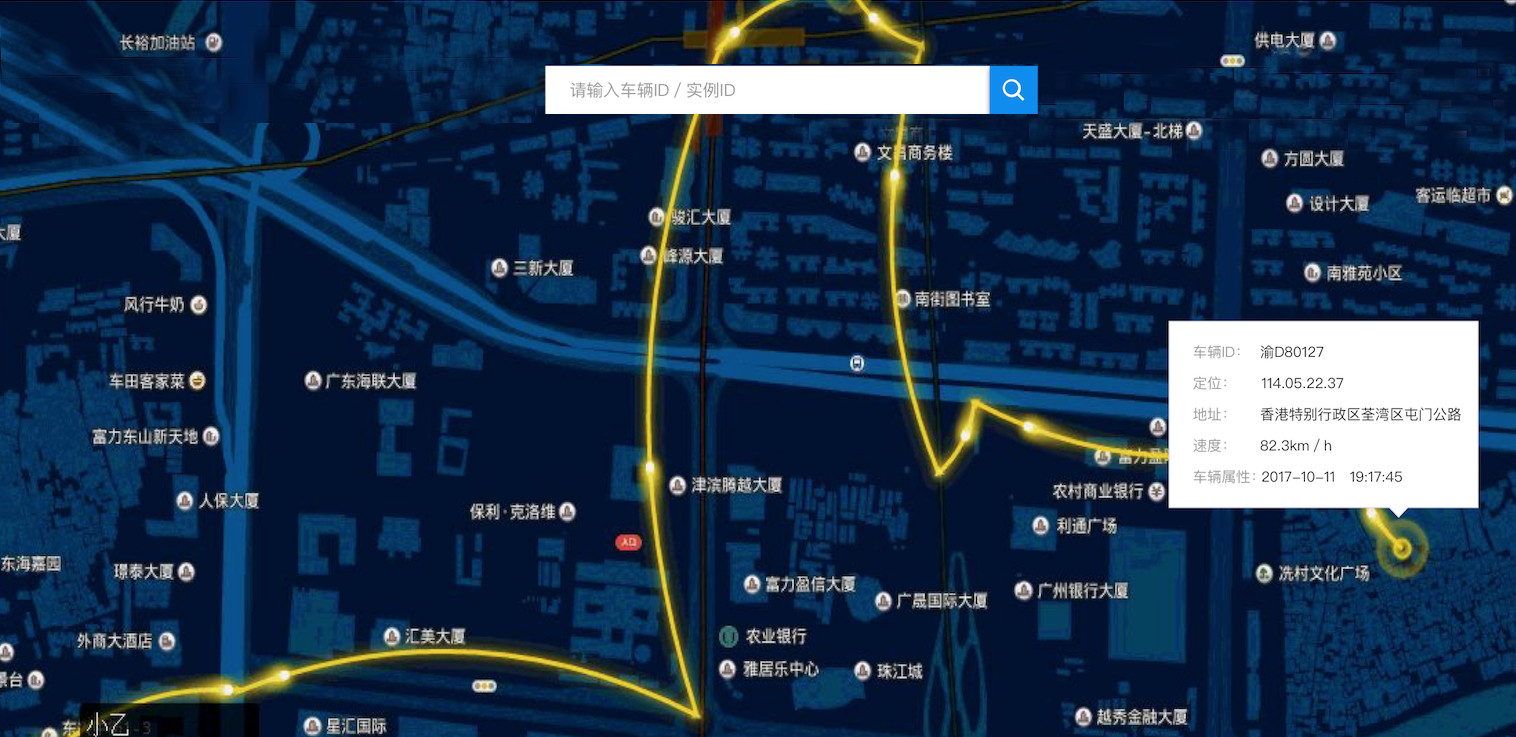 长裕加油站
供电大厦
请输入车辆ID / 实例ID
天盛大厦-北梯
文昌商务楼
方圆大厦
客运临超市
设计大厦
骏汇大厦
大厦
峰源大厦
三新大厦
南雅苑小区
南街图书室
风行牛奶
车辆ID： 渝D80127
定位： 114.05.22.37
地址： 香港特别行政区荃湾区屯门公路
速度： 82.3km / h
车辆属性：2017-10-11 19:17:45
车田客家菜
广东海联大厦
富力东山新天地
富力盈
津滨腾越大厦
农村商业银行
人保大厦
保利·克洛维
利通广场
入口
东海嘉园
璟泰大厦
冼村文化广场
富力盈信大厦
广州银行大厦
广晟国际大厦
外商大酒店
汇美大厦
农业银行
雅居乐中心
珠江城
景台
越秀金融大厦
东
小乙
-3
星汇国际